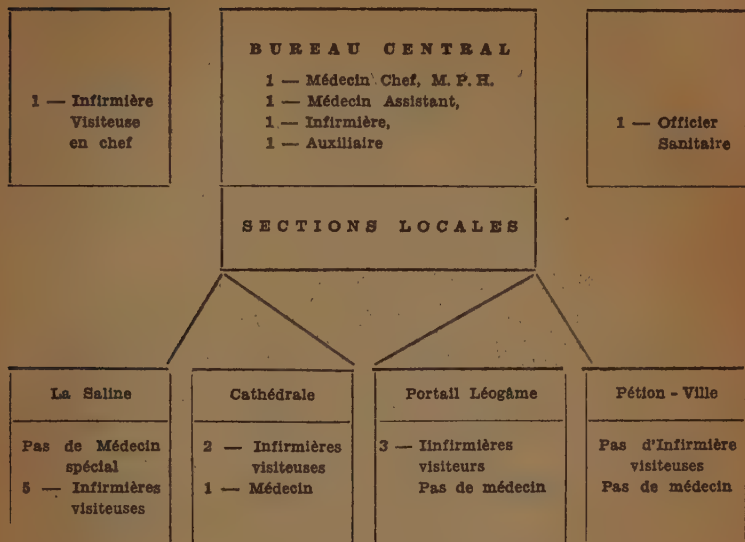 1 — Infirmière
Visiteuse
en chef
BUREAU CENTRAL
1 — Médecin Chef, M. P. H.
1 — Médecin Assistant,
1 — Infirmière,
1 — Auxiliaire
1 — Officier
Sanitaire
SECTIONS LOCALES
La Saline
Pas de Médecin
spécial
5 — Infirmières
visiteuses
Cathédrale
2 — Infirmières
visiteuses
1 — Médecin
Portail Léogâme
3 — Iinfirmières
visiteurs
Pas de médecin
Pétion - Ville
Pas d'Infirmière
visiteuses
Pas de médecin